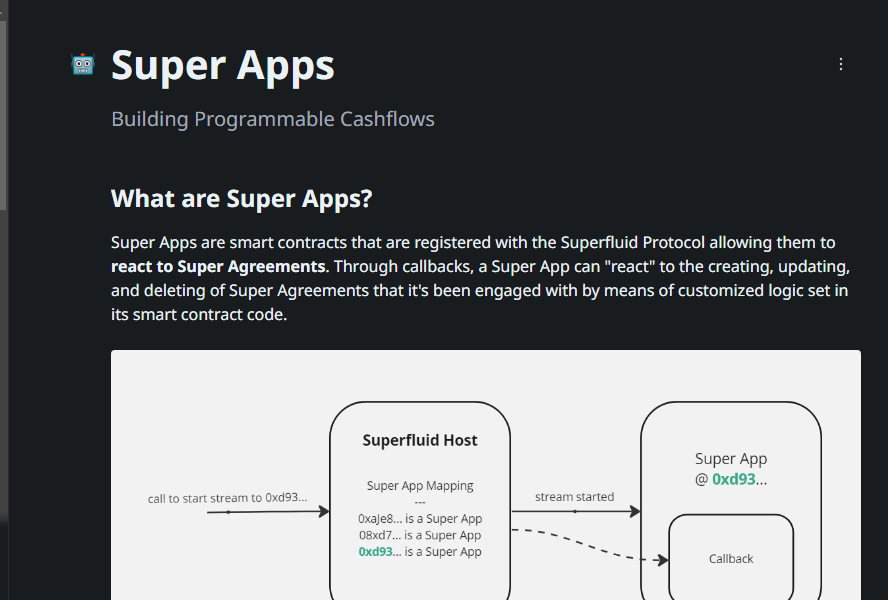 Super Apps
Building Programmable Cashflows
What are Super Apps?
Super Apps are smart contracts that are registered with the Superfluid Protocol allowing them to
react to Super Agreements. Through callbacks, a Super App can "react" to the creating, updating,
and deleting of Super Agreements that it's been engaged with by means of customized logic set in
its smart contract code.
call to start stream to 0xd93...
Superfluid Host
Super App Mapping
---
0xaJe8... is a Super App
08xd7... is a Super App
0xd93... is a Super App
stream started
Super App
@ 0xd93...
Callback